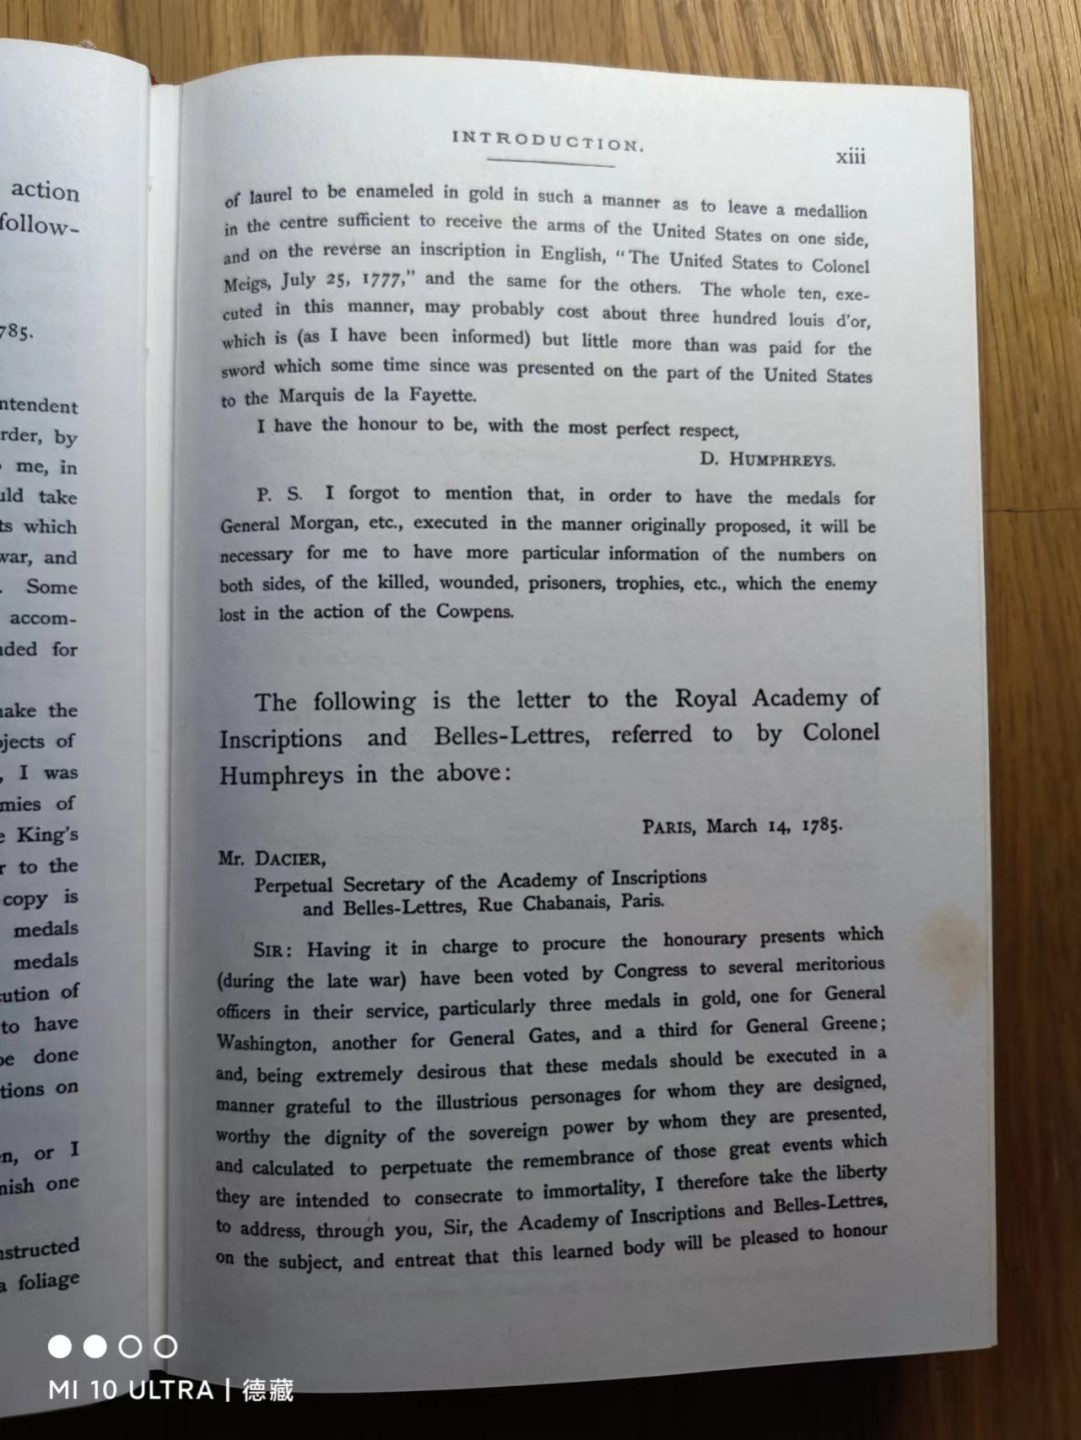 action
follow-
785.
ntendent
rder, by
me, in
uld take
ts which
war, and
. Some
accom-
ded for
make the
jects of
, I was
mies of
e King's
r to the
copy is
medals
medals
cution of
to have
be done
tions on
n, or I
nish one
nstructed
a foliage
INTRODUCTION.
xiii
of laurel to be enameled in gold in such a manner as to leave a medallion
in the centre sufficient to receive the arms of the United States on one side,
and on the reverse an inscription in English, "The United States to Colonel
Meigs, July 25, 1777," and the same for the others. The whole ten, exe-
cuted in this manner, may probably cost about three hundred louis d'or,
which is (as I have been informed) but little more than was paid for the
sword which some time since was presented on the part of the United States
to the Marquis de la Fayette.
I have the honour to be, with the most perfect respect,
D. HUMPHREYS.
P. S. I forgot to mention that, in order to have the medals for
General Morgan, etc., executed in the manner originally proposed, it will be
necessary for me to have more particular information of the numbers on
both sides, of the killed, wounded, prisoners, trophies, etc., which the enemy
lost in the action of the Cowpens.
The following is the letter to the Royal Academy of
Inscriptions and Belles-Lettres, referred to by Colonel
Humphreys in the above:
PARIS, March 14, 1785.
Mr. DACIER,
Perpetual Secretary of the Academy of Inscriptions
and Belles-Lettres, Rue Chabanais, Paris.
SIR: Having it in charge to procure the honourary presents which
(during the late war) have been voted by Congress to several meritorious
officers in their service, particularly three medals in gold, one for General
Washington, another for General Gates, and a third for General Greene;
and, being extremely desirous that these medals should be executed in a
manner grateful to the illustrious personages for whom they are designed,
worthy the dignity of the sovereign power by whom they are presented,
and calculated to perpetuate the remembrance of those great events which
they are intended to consecrate to immortality, I therefore take the liberty
to address, through you, Sir, the Academy of Inscriptions and Belles-Lettres,
on the subject, and entreat that this learned body will be pleased to honour
MI 10 ULTRA | 德藏